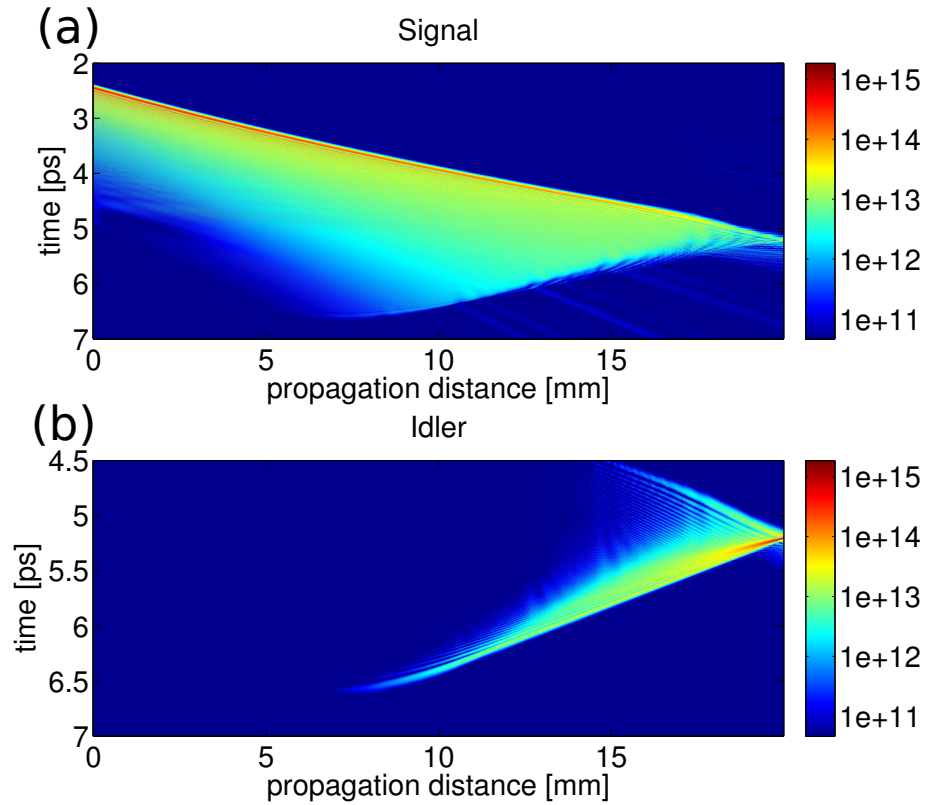 (a)
Signal
2
3
4
5
6
7
time [ps]
0 5 10 15
propagation distance [mm]
1e+15
1e+14
1e+13
1e+12
1e+11
(b)
Idler
4.5
5
5.5
6
6.5
7
time [ps]
0 5 10 15
propagation distance [mm]
1e+15
1e+14
1e+13
1e+12
1e+11